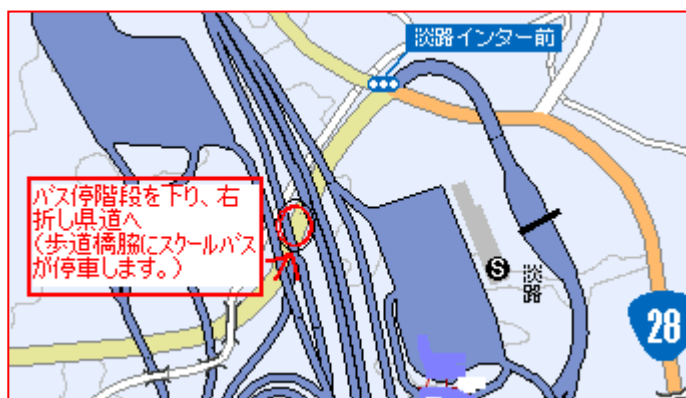 淡路インター前
バス停階段を下り、右
折し県道へ
(歩道橋脇にスクールバス
が停車します。)
S
淡路
28